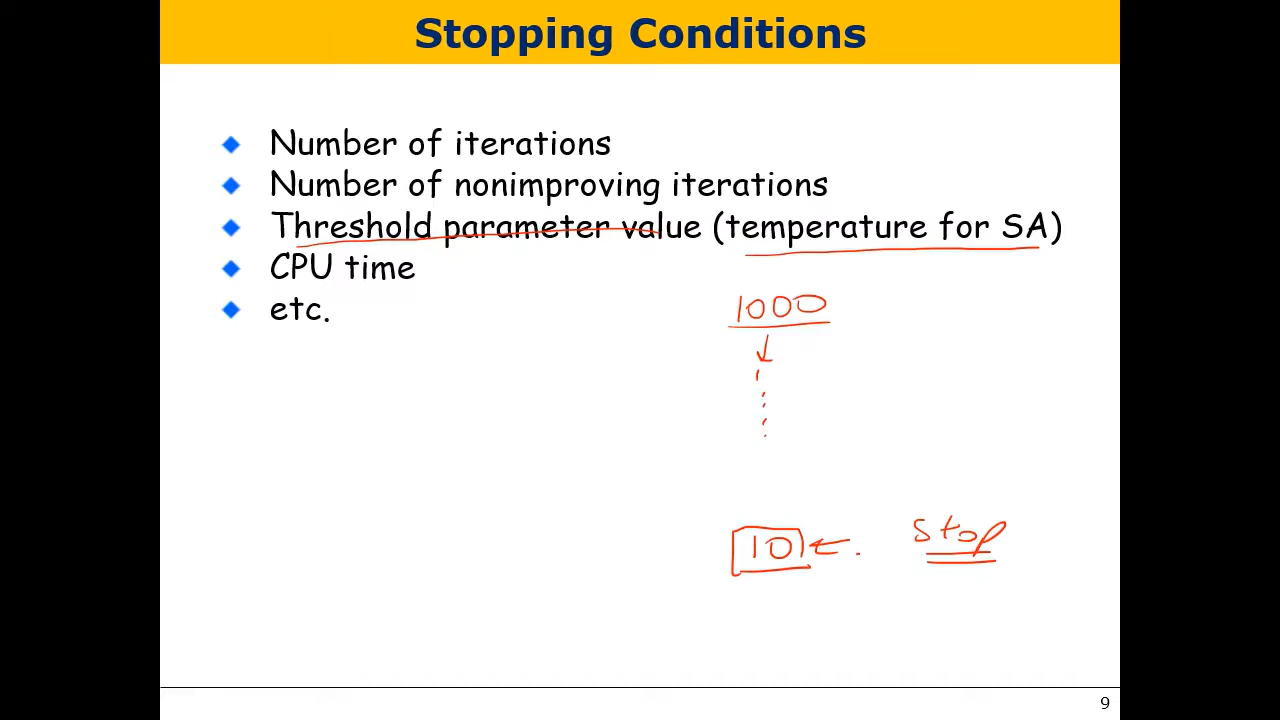 Stopping Conditions
Number of iterations
Number of nonimproving iterations
Threshold parameter value (temperature for SA)
CPU time
etc.
1000
10
stop
9